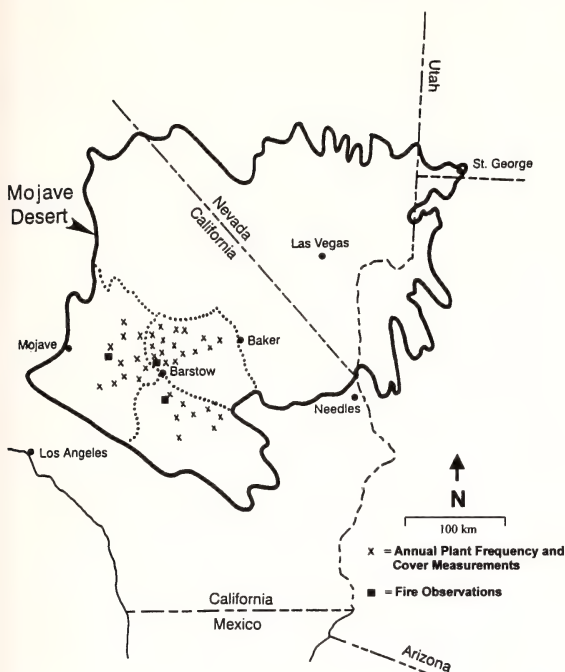 Utah
St. George
Mojave
Desert
Nevada
California
Las Vegas
Mojave
Baker
Barstow
Needles
Los Angeles
N
100 km
x = Annual Plant Frequency and
Cover Measurements
■ = Fire Observations
California
Mexico
Arizona